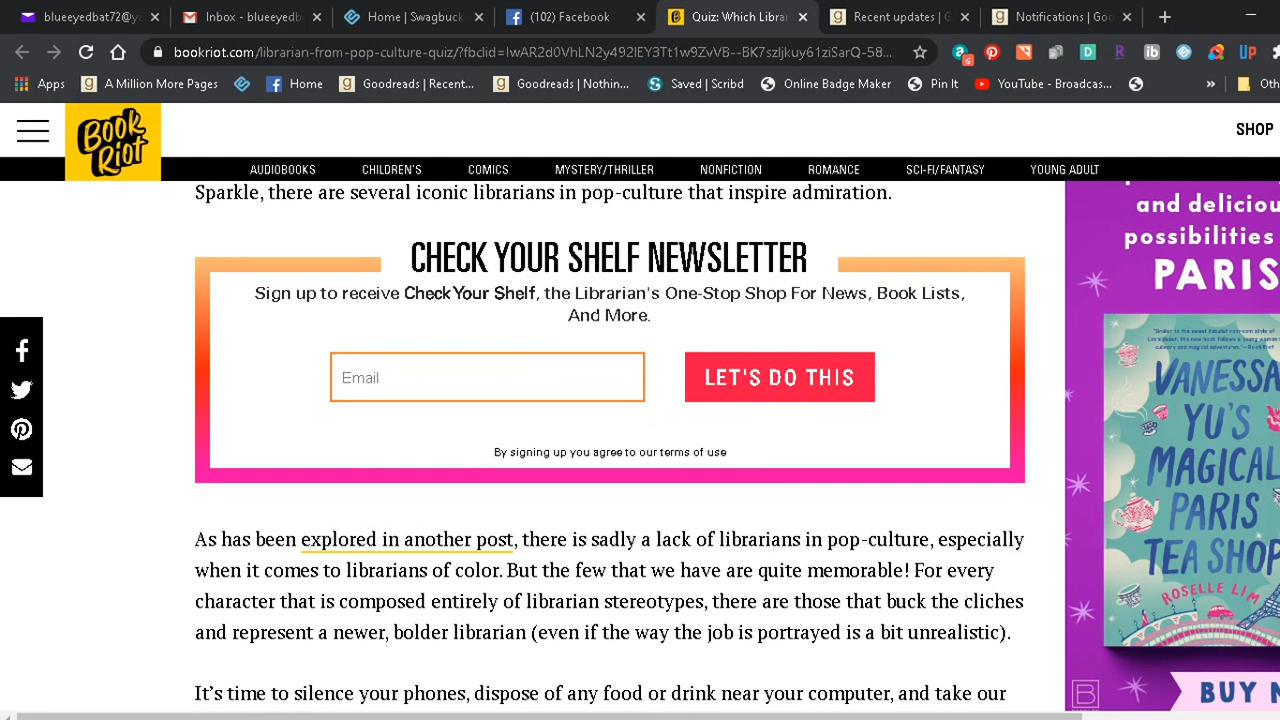 blueeyedbat72@y
Inbox - blueeyedb
Home | Swagbuck
(102) Facebook
Quiz: Which Librar
Recent updates | G
Notifications | Goo
bookriot.com/librarian-from-pop-culture-quiz/?fbclid=
Apps
A Million More Pages
Home
Goodreads | Recent...
Goodreads | Nothin...
Saved | Scribd
Online Badge Maker
Pin It
YouTube - Broadcas...
»
Oth
Book Riot
SHOP
AUDIOBOOKS CHILDREN'S COMICS MYSTERY/THRILLER NONFICTION ROMANCE SCI-FI/FANTASY YOUNG ADULT
Sparkle, there are several iconic librarians in pop-culture that inspire admiration.
CHECK YOUR SHELF NEWSLETTER
Sign up to receive Check Your Shelf, the Librarian's One-Stop Shop For News, Book Lists,
And More.
Email
LET'S DO THIS
By signing up you agree to our terms of use
As has been explored in another post, there is sadly a lack of librarians in pop-culture, especially
when it comes to librarians of color. But the few that we have are quite memorable! For every
character that is composed entirely of librarian stereotypes, there are those that buck the cliches
and represent a newer, bolder librarian (even if the way the job is portrayed is a bit unrealistic).
It's time to silence your phones, dispose of any food or drink near your computer, and take our
and deliciou
possibilities
PARIS
VANESSA
YU'S
MAGICAL
PARIS
TEA SHOP
ROSELLE LIM
BUY N